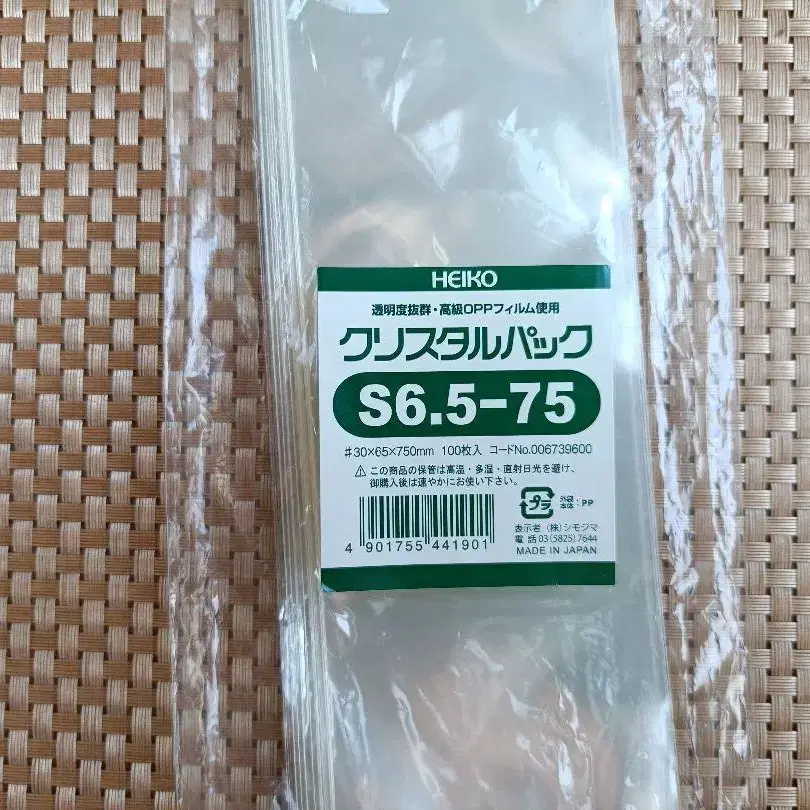 HEIKO
透明度抜群・高級OPPフィルム使用
クリスタルパック
S6.5-75
#30×65×750mm 100枚入 コードNo.006739600
⚠この商品の保管は高温・多湿・直射日光を避け、
御購入後は速やかにお使い下さい。
プラ
外袋
本体 : PP
表示者 (株)シモジマ
電話 03(5825)7644
MADE IN JAPAN
4 901755 441901